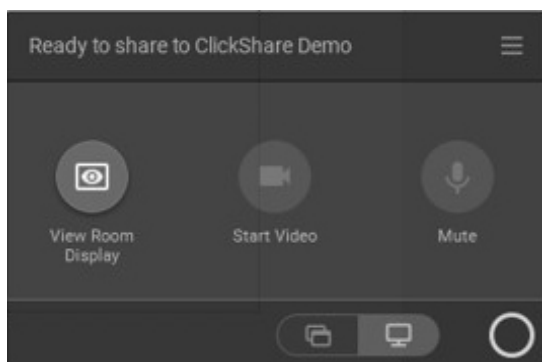 Ready to share to ClickShare Demo
View Room
Display
Start Video
Mute